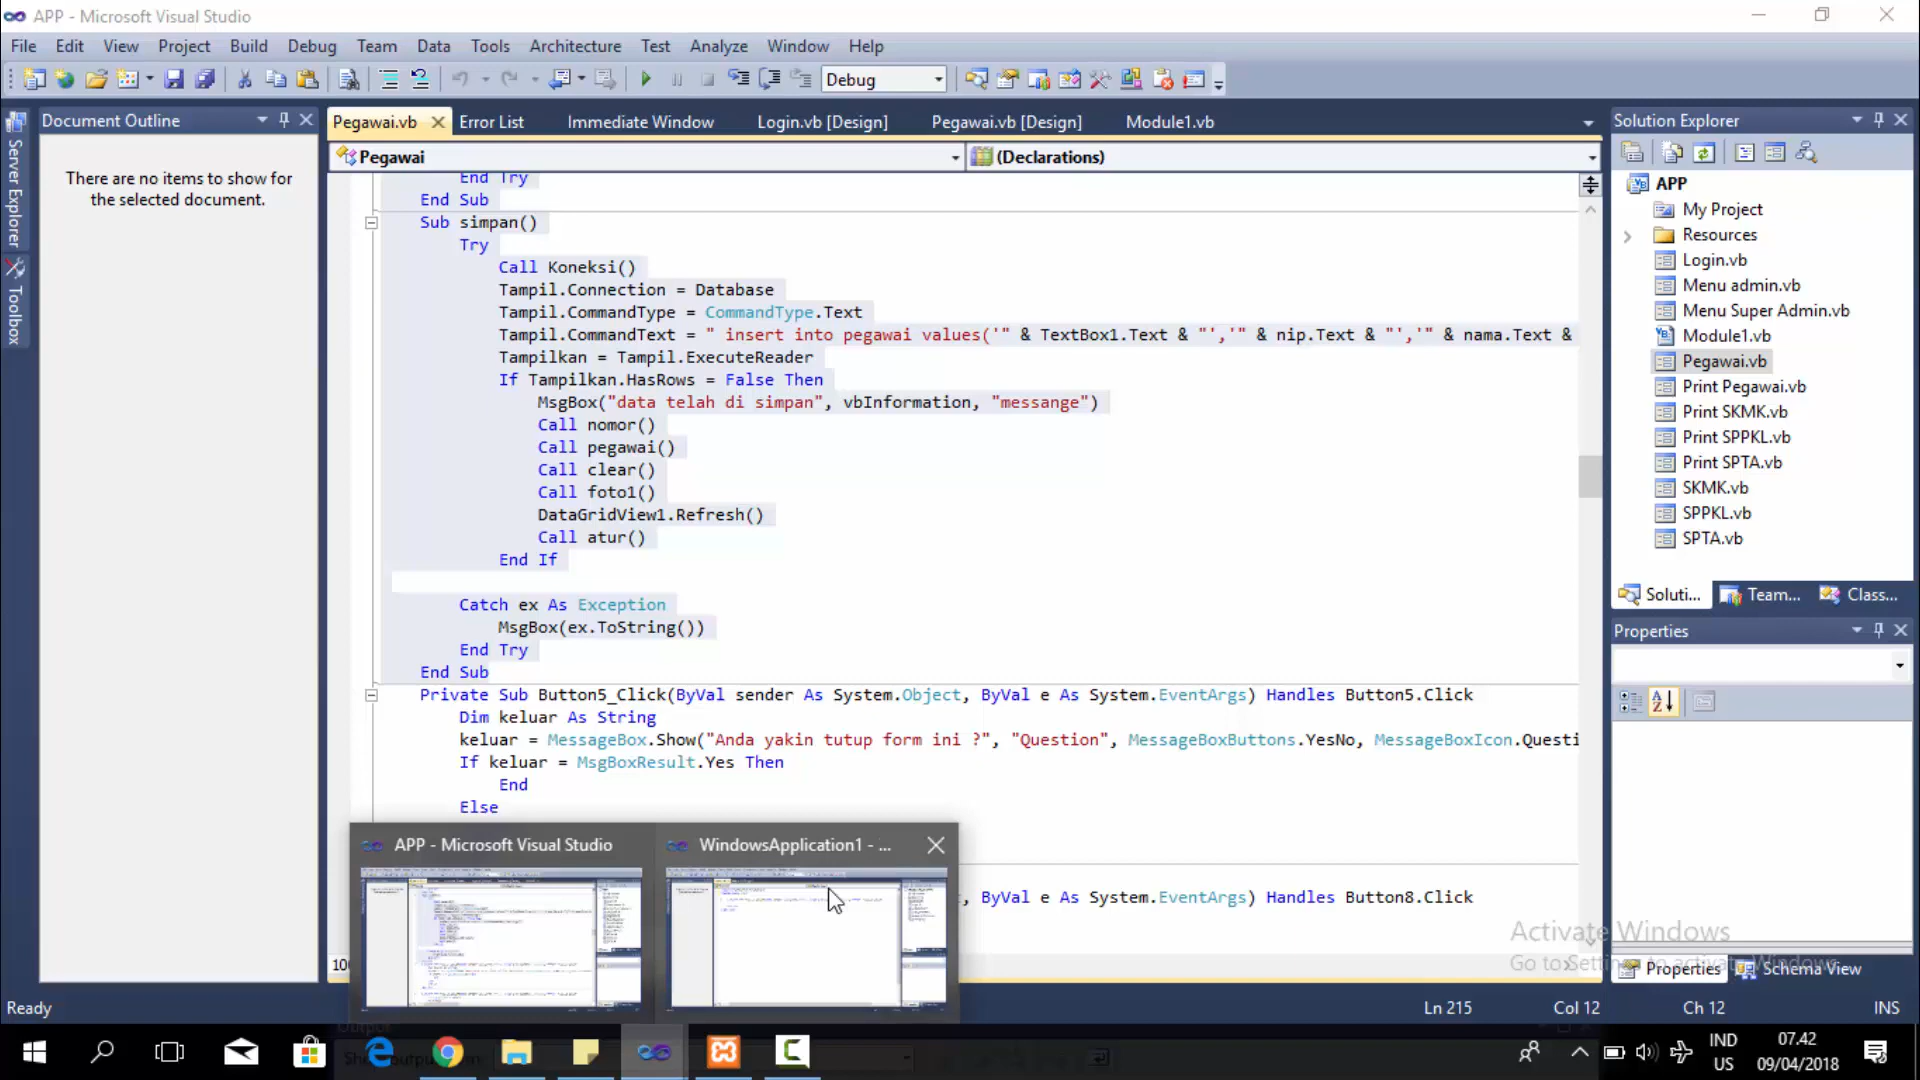 APP - Microsoft Visual Studio
File Edit View Project Build Debug Team Data Tools Architecture Test Analyze Window Help
Debug
Document Outline
There are no items to show for
the selected document.
Server Explorer
Toolbox
Pegawai.vb Error List Immediate Window Login.vb [Design] Pegawai.vb [Design] Module1.vb
Pegawai (Declarations)
End Try
End Sub
Sub simpan()
Try
Call Koneksi()
Tampil.Connection = Database
Tampil.CommandType = CommandType.Text
Tampil.CommandText = " insert into pegawai values('" & TextBox1.Text & "','" & nip.Text & "','" & nama.Text &
Tampilkan = Tampil.ExecuteReader
If Tampilkan.HasRows = False Then
MsgBox("data telah di simpan", vbInformation, "messange")
Call nomor()
Call pegawai()
Call clear()
Call foto1()
DataGridView1.Refresh()
Call atur()
End If
Catch ex As Exception
MsgBox(ex.ToString())
End Try
End Sub
Private Sub Button5_Click(ByVal sender As System.Object, ByVal e As System.EventArgs) Handles Button5.Click
Dim keluar As String
keluar = MessageBox.Show("Anda yakin tutup form ini ?", "Question", MessageBoxButtons.YesNo, MessageBoxIcon.Questi
If keluar = MsgBoxResult.Yes Then
End
Else
, ByVal e As System.EventArgs) Handles Button8.Click
APP - Microsoft Visual Studio
WindowsApplication1 - ...
Solution Explorer
APP
My Project
Resources
Login.vb
Menu admin.vb
Menu Super Admin.vb
Module1.vb
Pegawai.vb
Print Pegawai.vb
Print SKMK.vb
Print SPPKL.vb
Print SPTA.vb
SKMK.vb
SPPKL.vb
SPTA.vb
Soluti... Team... Class...
Properties
Activate Windows
Go to Settin
Properties Schema View
Ready Ln 215 Col 12 Ch 12 INS
IND
US
07.42
09/04/2018